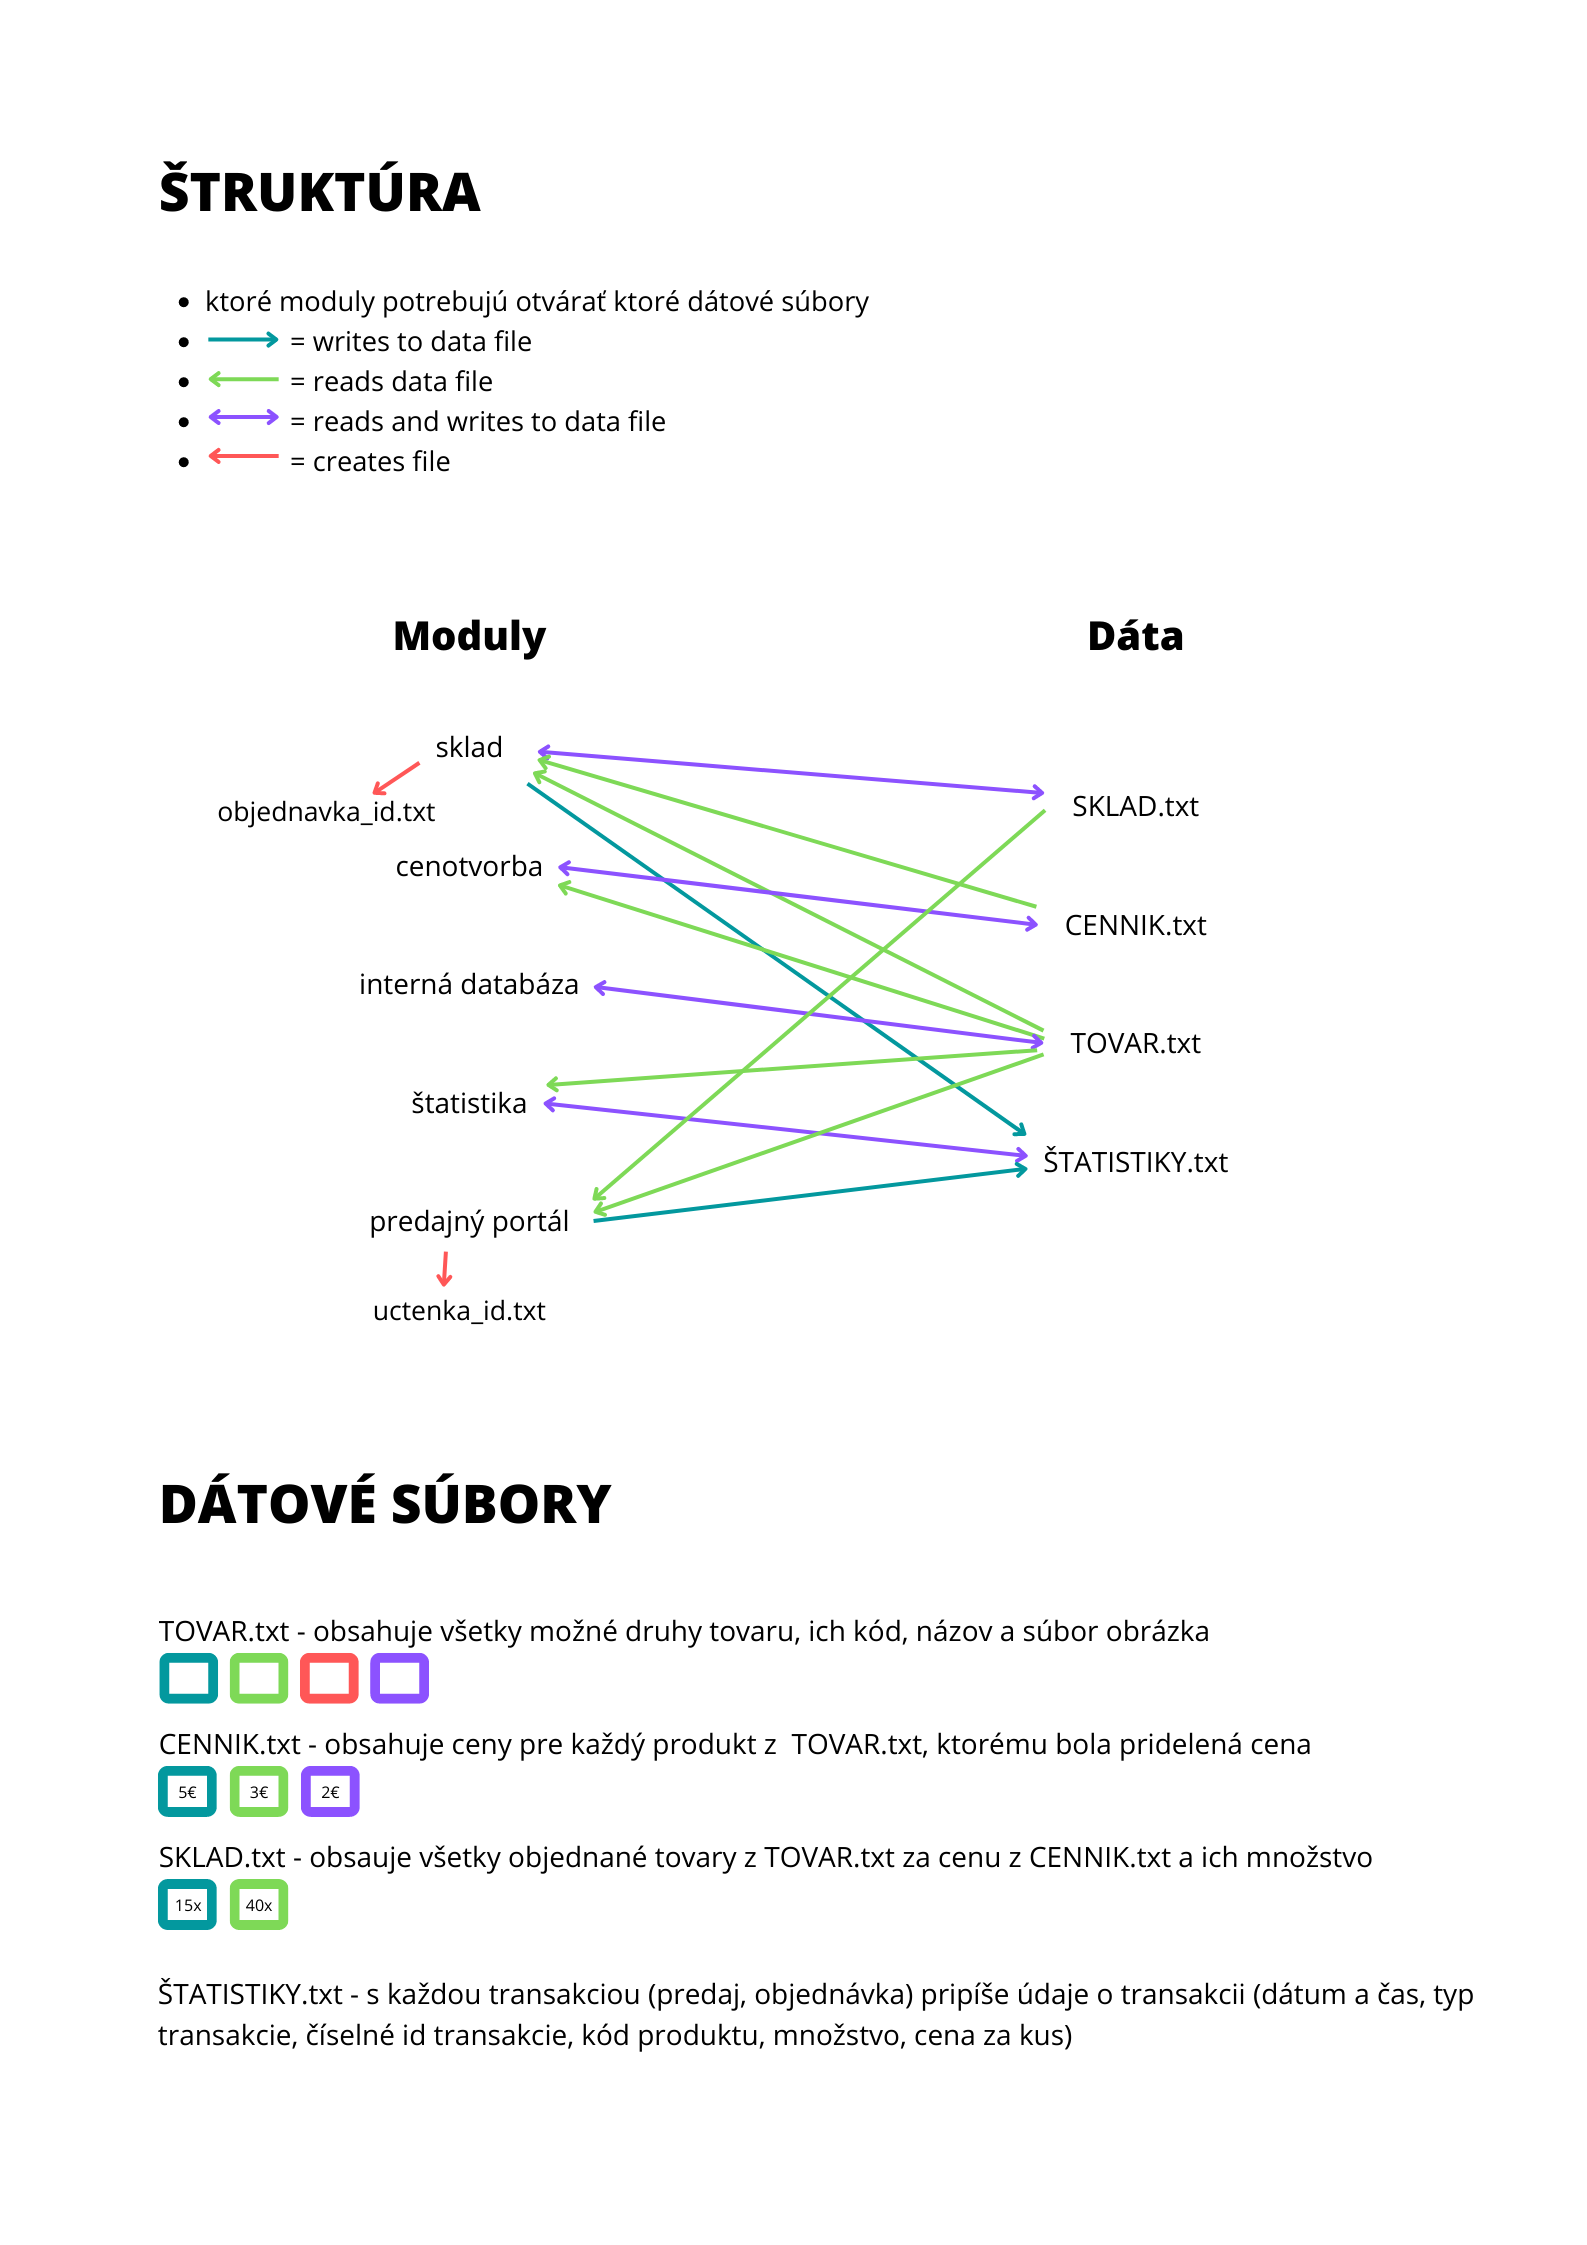 ŠTRUKTÚRA
ktoré moduly potrebujú otvárať ktoré dátové súbory
= writes to data file
= reads data file
= reads and writes to data file
= creates file
Moduly
Dáta
sklad
objednavka_id.txt
cenotvorba
interná databáza
štatistika
predajný portál
uctenka_id.txt
SKLAD.txt
CENNIK.txt
TOVAR.txt
ŠTATISTIKY.txt
DÁTOVÉ SÚBORY
TOVAR.txt - obsahuje všetky možné druhy tovaru, ich kód, názov a súbor obrázka
CENNIK.txt - obsahuje ceny pre každý produkt z  TOVAR.txt, ktorému bola pridelená cena
5€ 3€ 2€
SKLAD.txt - obsauje všetky objednané tovary z TOVAR.txt za cenu z CENNIK.txt a ich množstvo
15x 40x
ŠTATISTIKY.txt - s každou transakciou (predaj, objednávka) pripíše údaje o transakcii (dátum a čas, typ
transakcie, číselné id transakcie, kód produktu, množstvo, cena za kus)